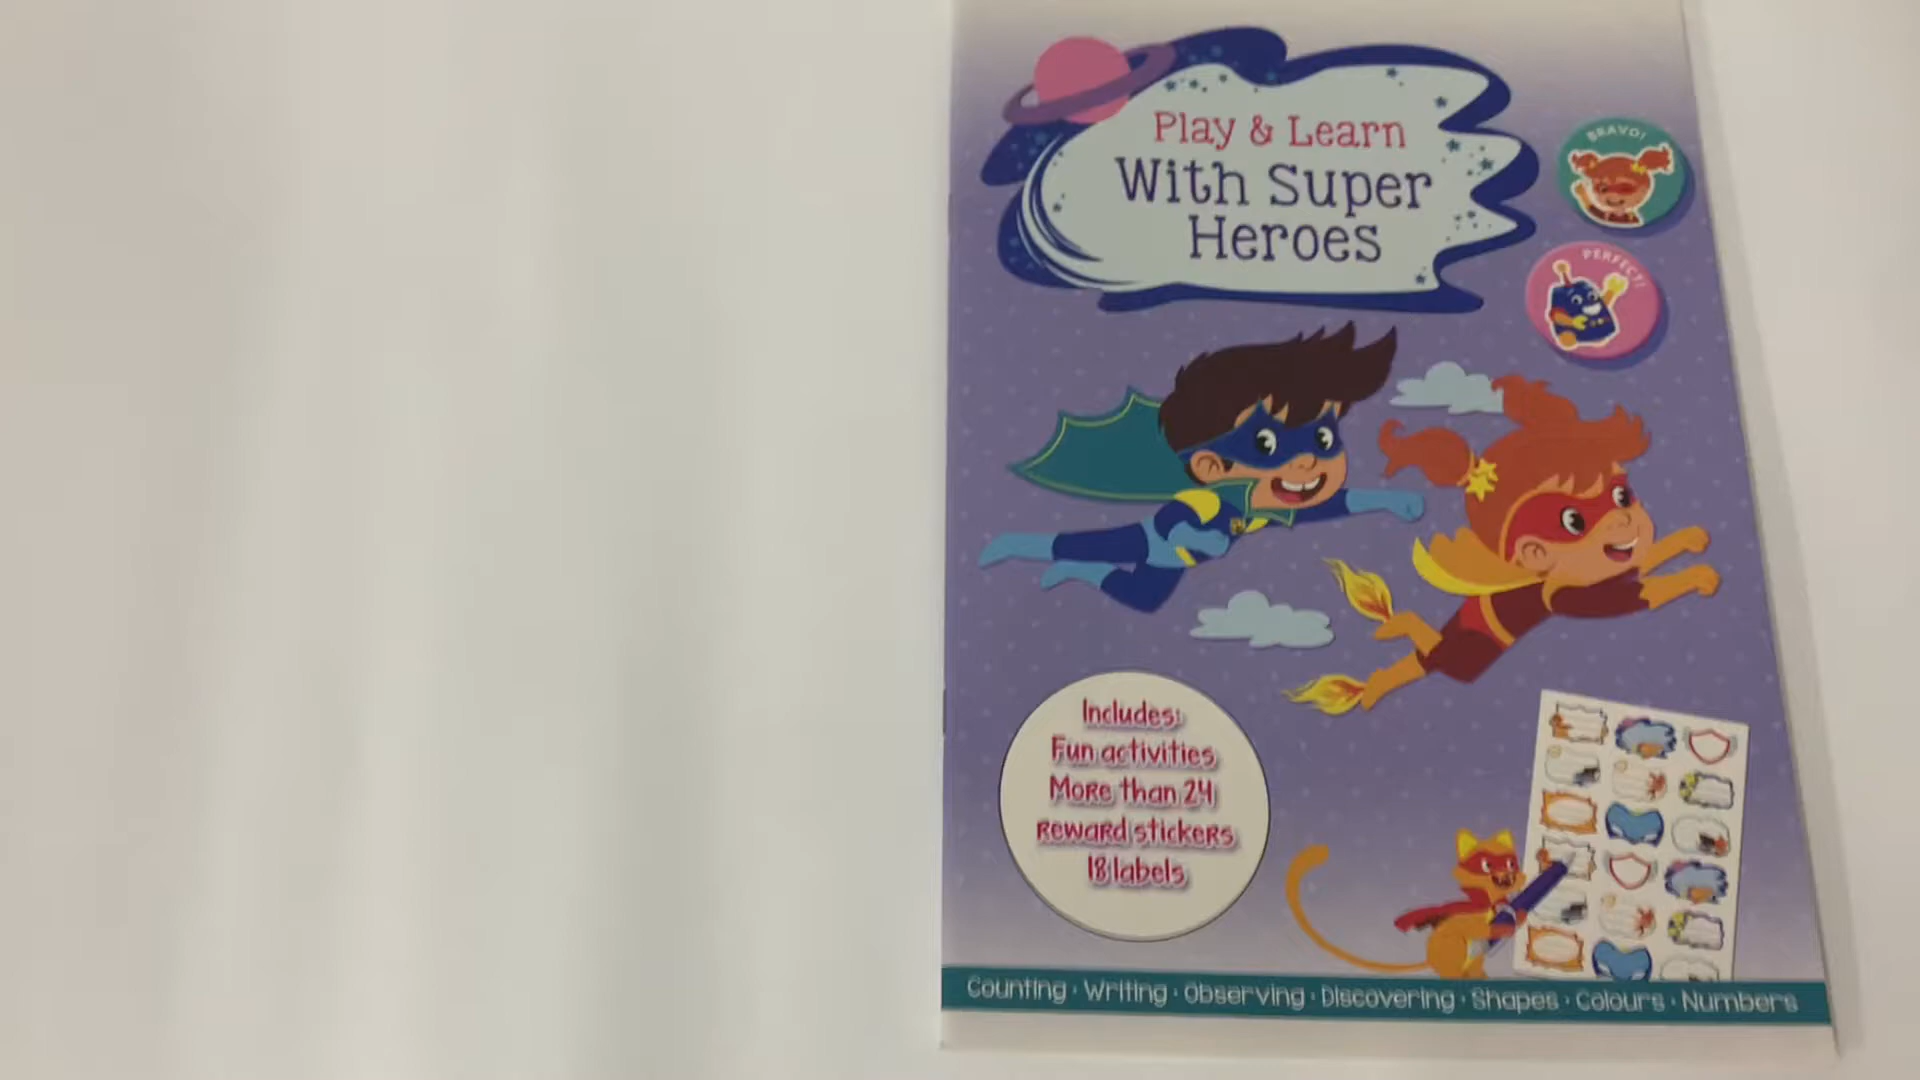 Play & Learn
With Super
Heroes
BRAVO!
PERFECT!
Includes:
Fun activities
More than 24
reward stickers
18 labels
Counting • Writing • Observing • Discovering • Shapes • Colours • Numbers